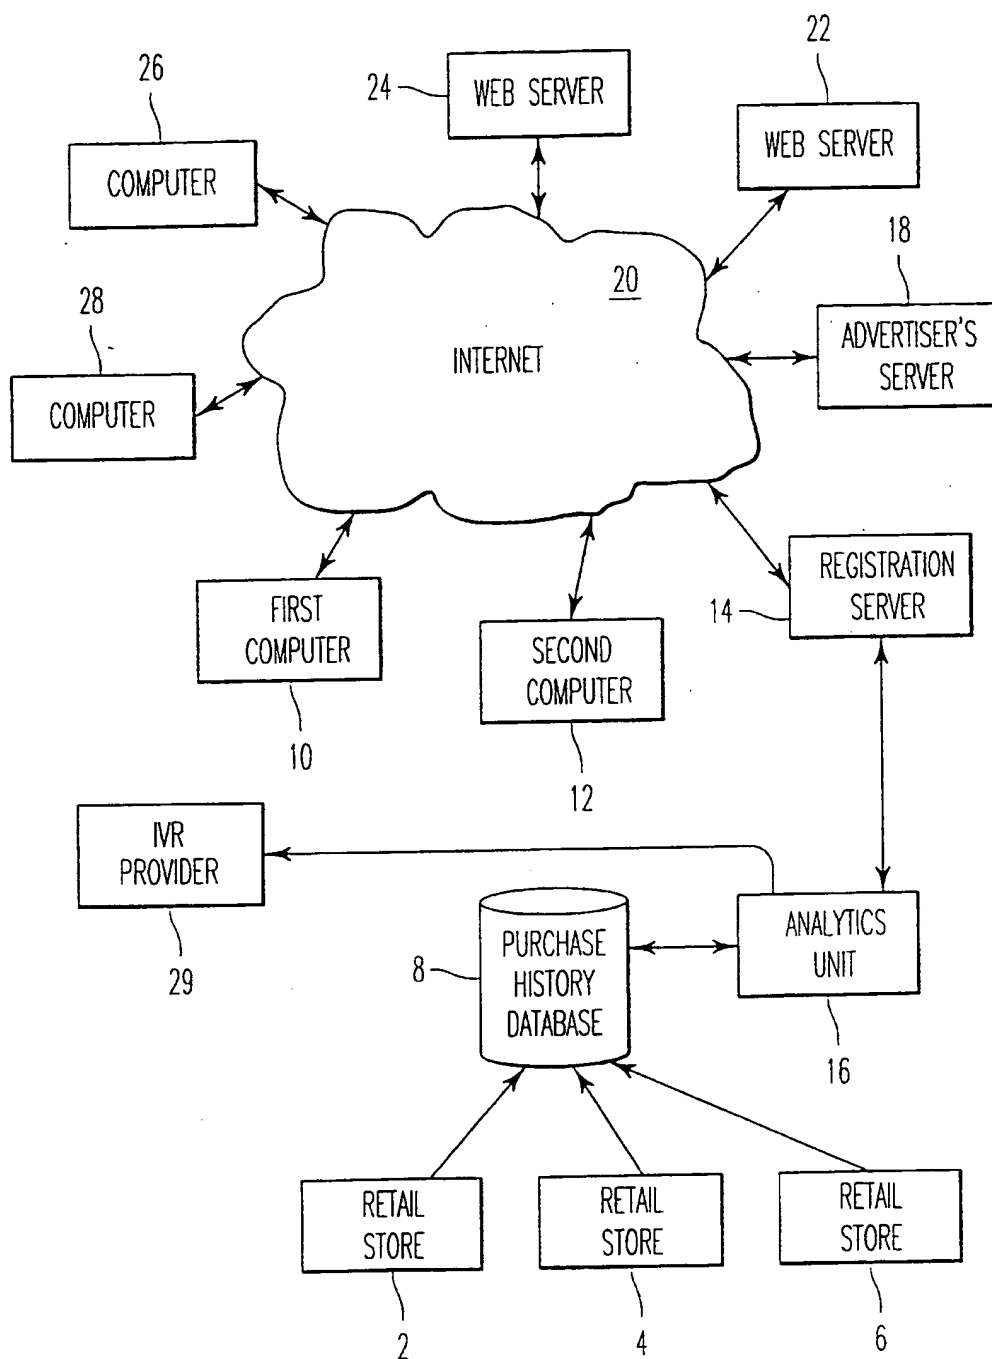 22
26
24
WEB SERVER
WEB SERVER
COMPUTER
18
20
28
ADVERTISER'S
SERVER
INTERNET
COMPUTER
REGISTRATION
SERVER
14
FIRST
COMPUTER
SECOND
COMPUTER
10
12
IVR
PROVIDER
29
PURCHASE
HISTORY
DATABASE
8
ANALYTICS
UNIT
16
RETAIL
STORE
RETAIL
STORE
RETAIL
STORE
2
4
6